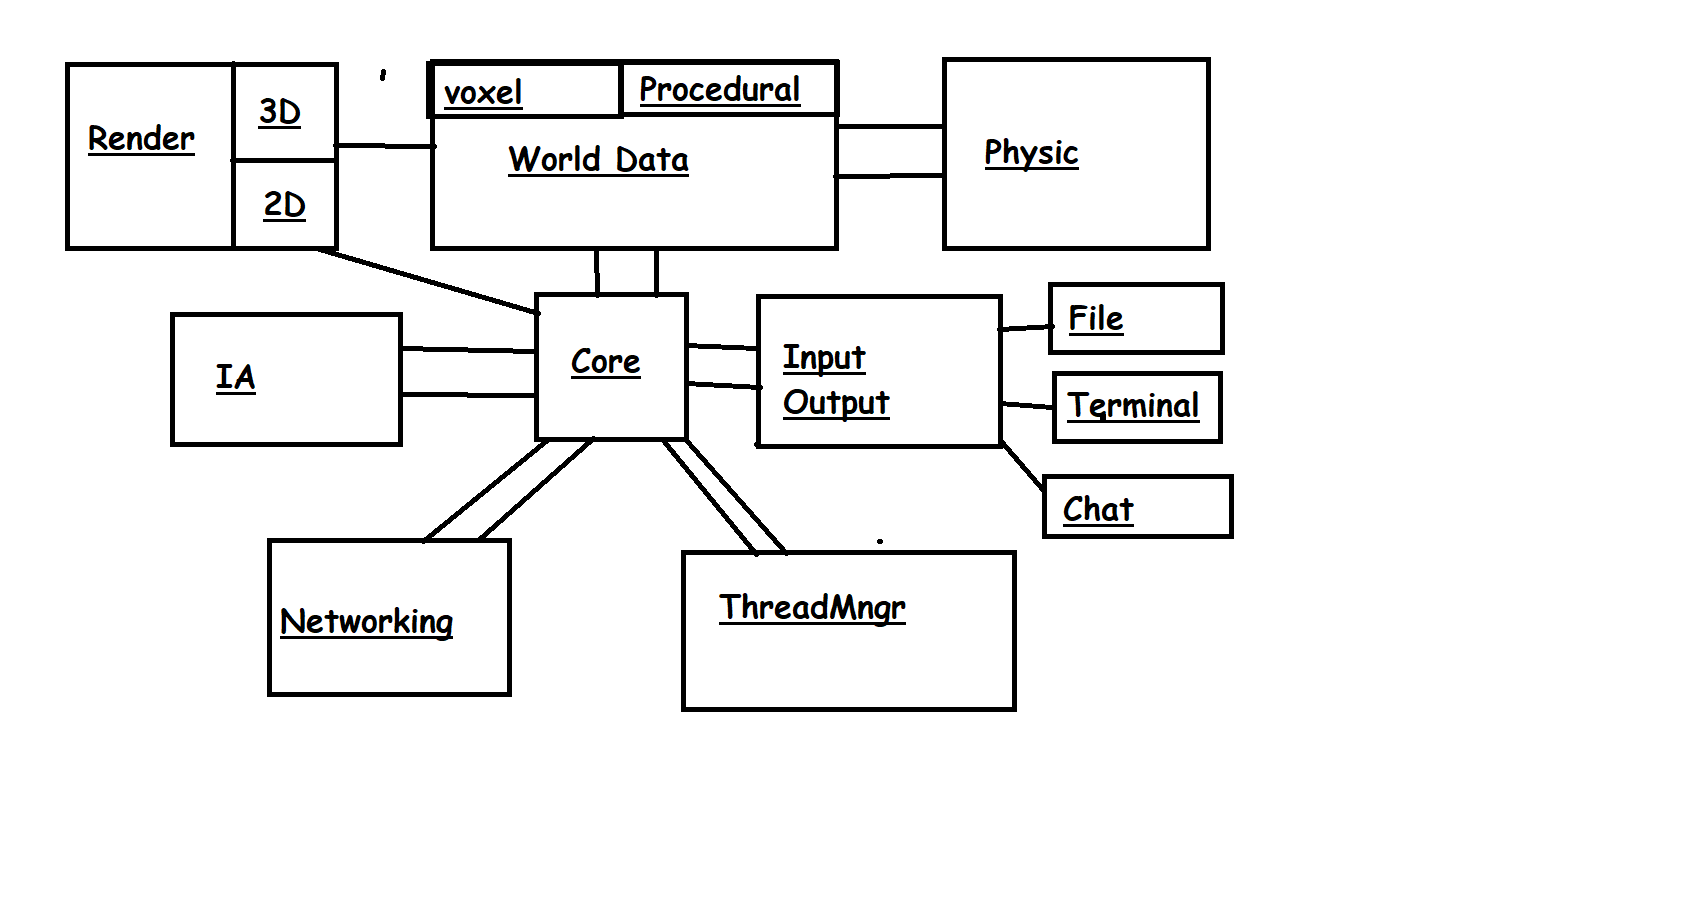 Render
3D
2D
voxel
Procedural
World Data
Physic
IA
Core
Input
Output
File
Terminal
Chat
Networking
ThreadMngr